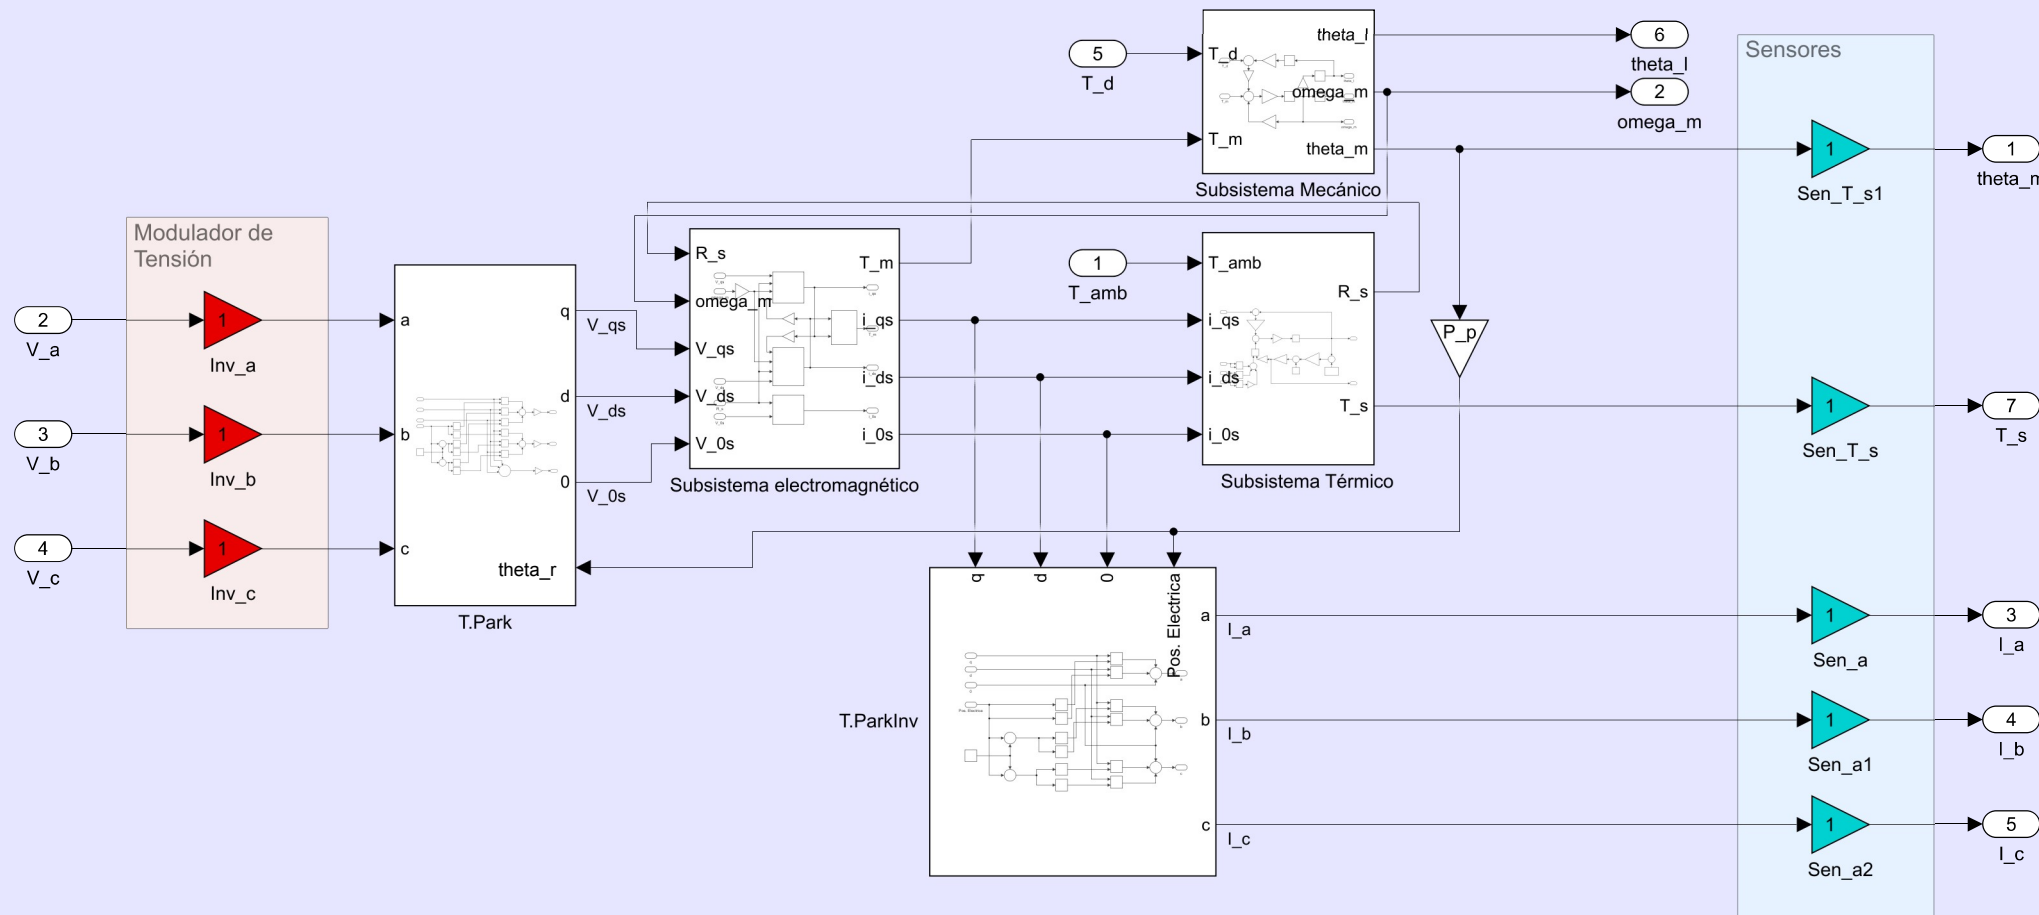 Modulador de
Tensión
2
V_a
3
V_b
4
V_c
1
Inv_a
1
Inv_b
1
Inv_c
a
b
c
q
d
0
theta_r
T.Park
V_qs
V_ds
V_0s
R_s
omega_m
V_qs
V_ds
V_0s
T_m
i_qs
i_ds
i_0s
Subsistema electromagnético
5
T_d
T_d
T_m
theta_l
omega_m
theta_m
Subsistema Mecánico
1
T_amb
T_amb
i_qs
i_ds
i_0s
R_s
T_s
Subsistema Térmico
P_p
q
d
0
Pos. Electrica
a
b
c
T.ParkInv
I_a
I_b
I_c
6
theta_l
2
omega_m
Sensores
1
Sen_T_s1
1
Sen_T_s
1
Sen_a
1
Sen_a1
1
Sen_a2
1
7
T_s
3
I_a
4
I_b
5
I_c